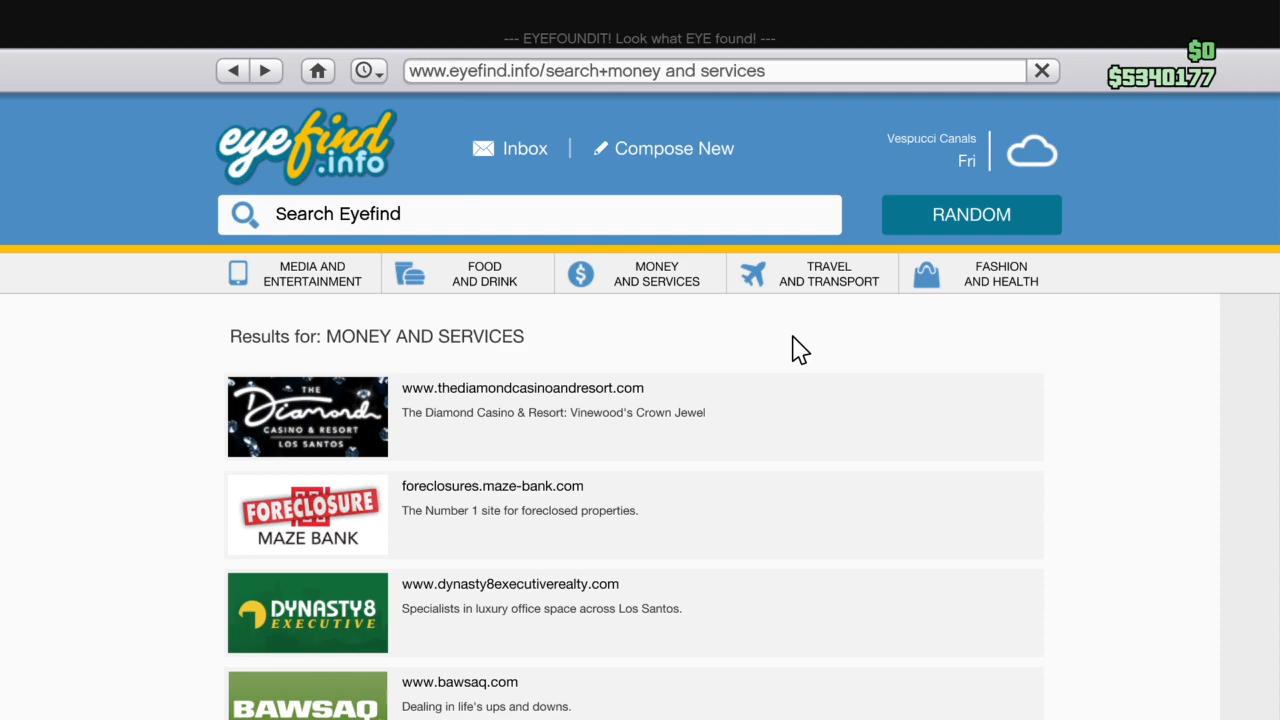 --- EYEFOUNDIT! Look what EYE found! ---
$0
www.eyefind.info/search+money and services
$5340177
eyefind
.info
Inbox
Compose New
Vespucci Canals
Fri
Search Eyefind
RANDOM
MEDIA AND
ENTERTAINMENT
FOOD
AND DRINK
MONEY
AND SERVICES
TRAVEL
AND TRANSPORT
FASHION
AND HEALTH
Results for: MONEY AND SERVICES
THE
Diamond
CASINO & RESORT
LOS SANTOS
www.thediamondcasinoandresort.com
The Diamond Casino & Resort: Vinewood's Crown Jewel
FORECLOSURE
MAZE BANK
foreclosures.maze-bank.com
The Number 1 site for foreclosed properties.
DYNASTY8
EXECUTIVE
www.dynasty8executiverealty.com
Specialists in luxury office space across Los Santos.
BAWSAQ
www.bawsaq.com
Dealing in life's ups and downs.